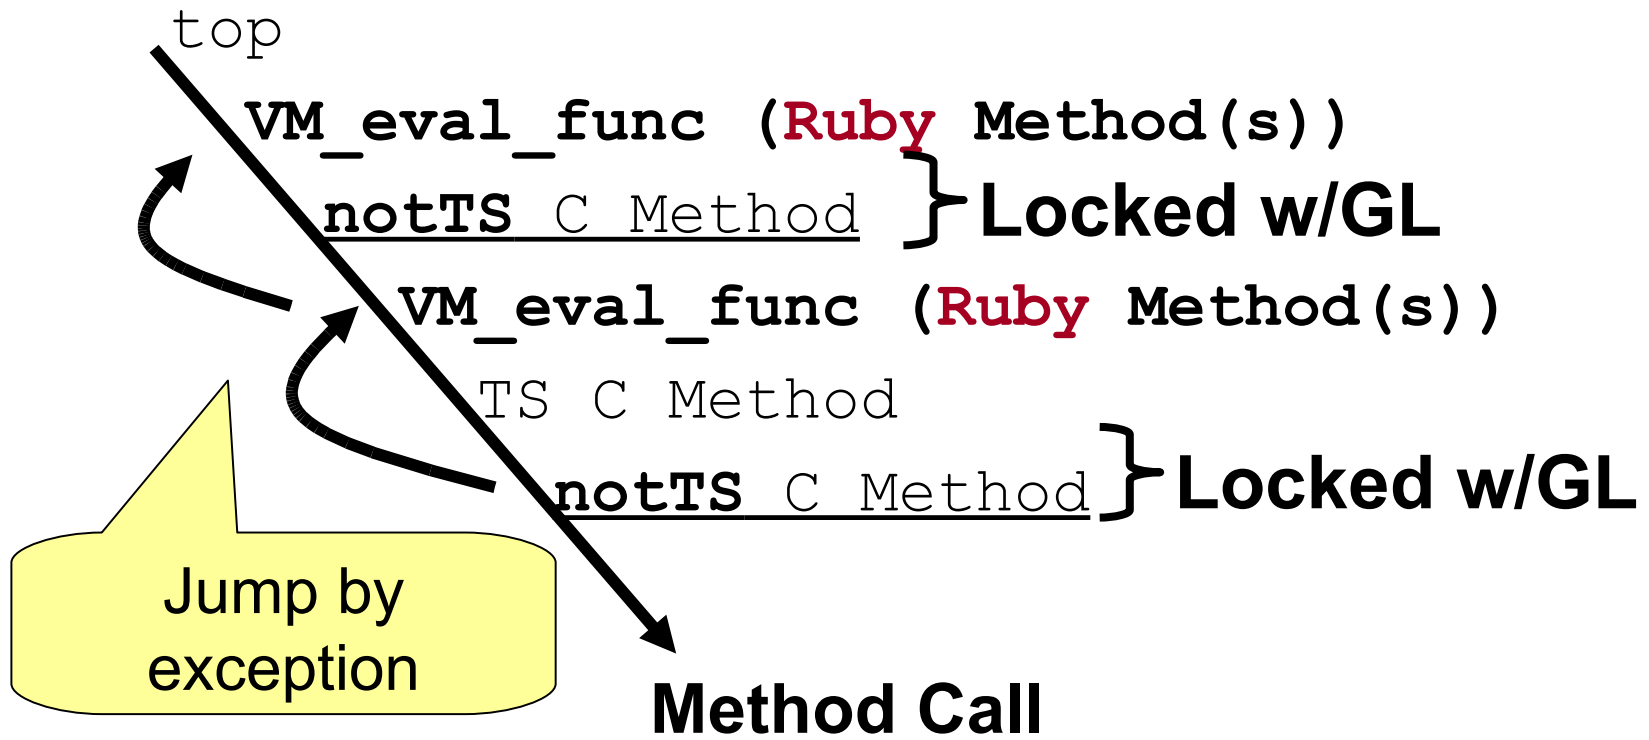 top
VM_eval_func (Ruby Method(s))
notTS C Method
Locked w/GL
VM_eval_func (Ruby Method(s))
TS C Method
notTS C Method
Locked w/GL
Jump by
exception
Method Call